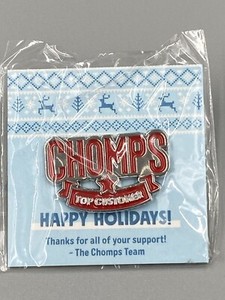 CHOMPS
TOP CUSTOMER
HAPPY HOLIDAYS!
Thanks for all of your support!
- The Chomps Team